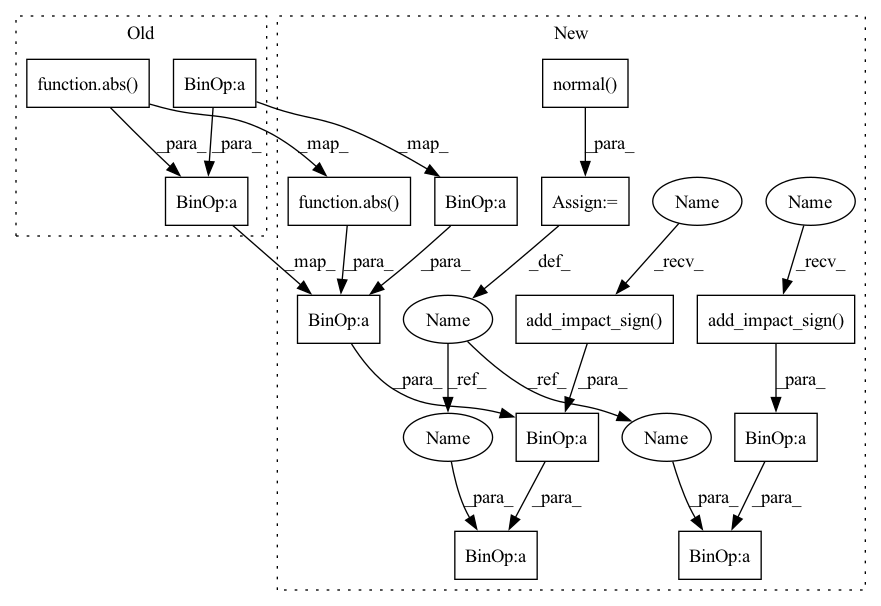 Old
New
function.abs()
BinOp:a
normal()
_para_
_para_
_map_
_map_
_para_
BinOp:a
function.abs()
BinOp:a
Assign:=
Name
Name
_map_
_para_
_para_
_def_
_recv_
_recv_
BinOp:a
Name
add_impact_sign()
add_impact_sign()
_para_
_ref_
_ref_
_para_
_para_
Name
BinOp:a
Name
BinOp:a
_para_
_para_
_para_
_para_
BinOp:a
BinOp:a